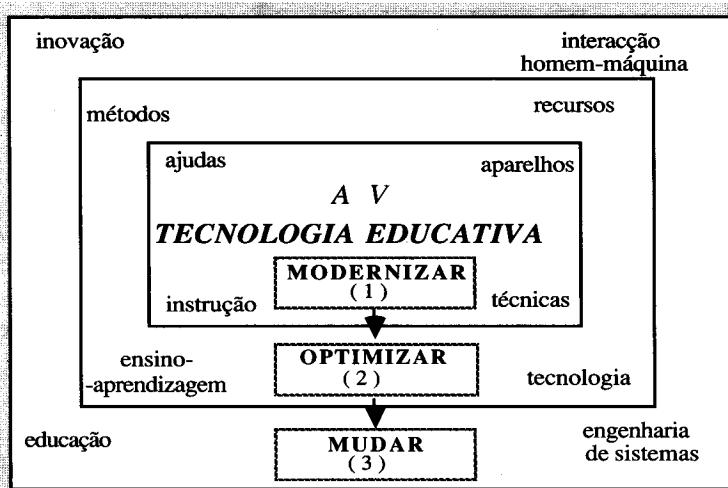 inovação
interacção
homem-máquina
métodos
recursos
ajudas
aparelhos
A V
TECNOLOGIA EDUCATIVA
MODERNIZAR
(1)
instrução
técnicas
OPTIMIZAR
(2)
ensino-
-aprendizagem
tecnologia
educação
MUDAR
(3)
engenharia
de sistemas